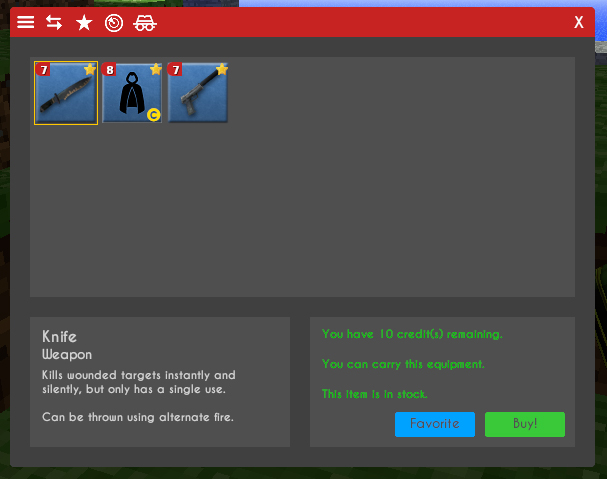 X
7
8
C
7
Knife
Weapon
Kills wounded targets instantly and
silently, but only has a single use.
Can be thrown using alternate fire.
You have 10 credit(s) remaining.
You can carry this equipment.
This item is in stock.
Favorite
Buy!